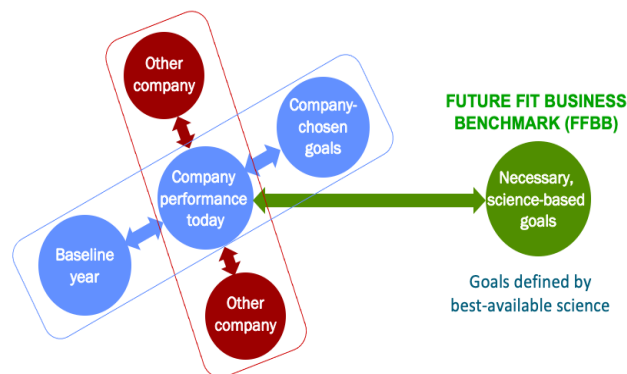 Other
company
Company-
chosen
goals
FUTURE FIT BUSINESS
BENCHMARK (FFBB)
Company
performance
today
Necessary,
science-based
goals
Baseline
year
Other
company
Goals defined by
best-available science